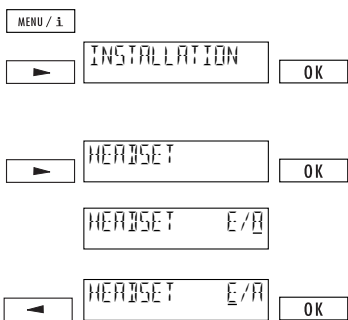 MENU / i
INSTALLATION
OK
HEADSET
OK
HEADSET E/A
HEADSET E/A
OK